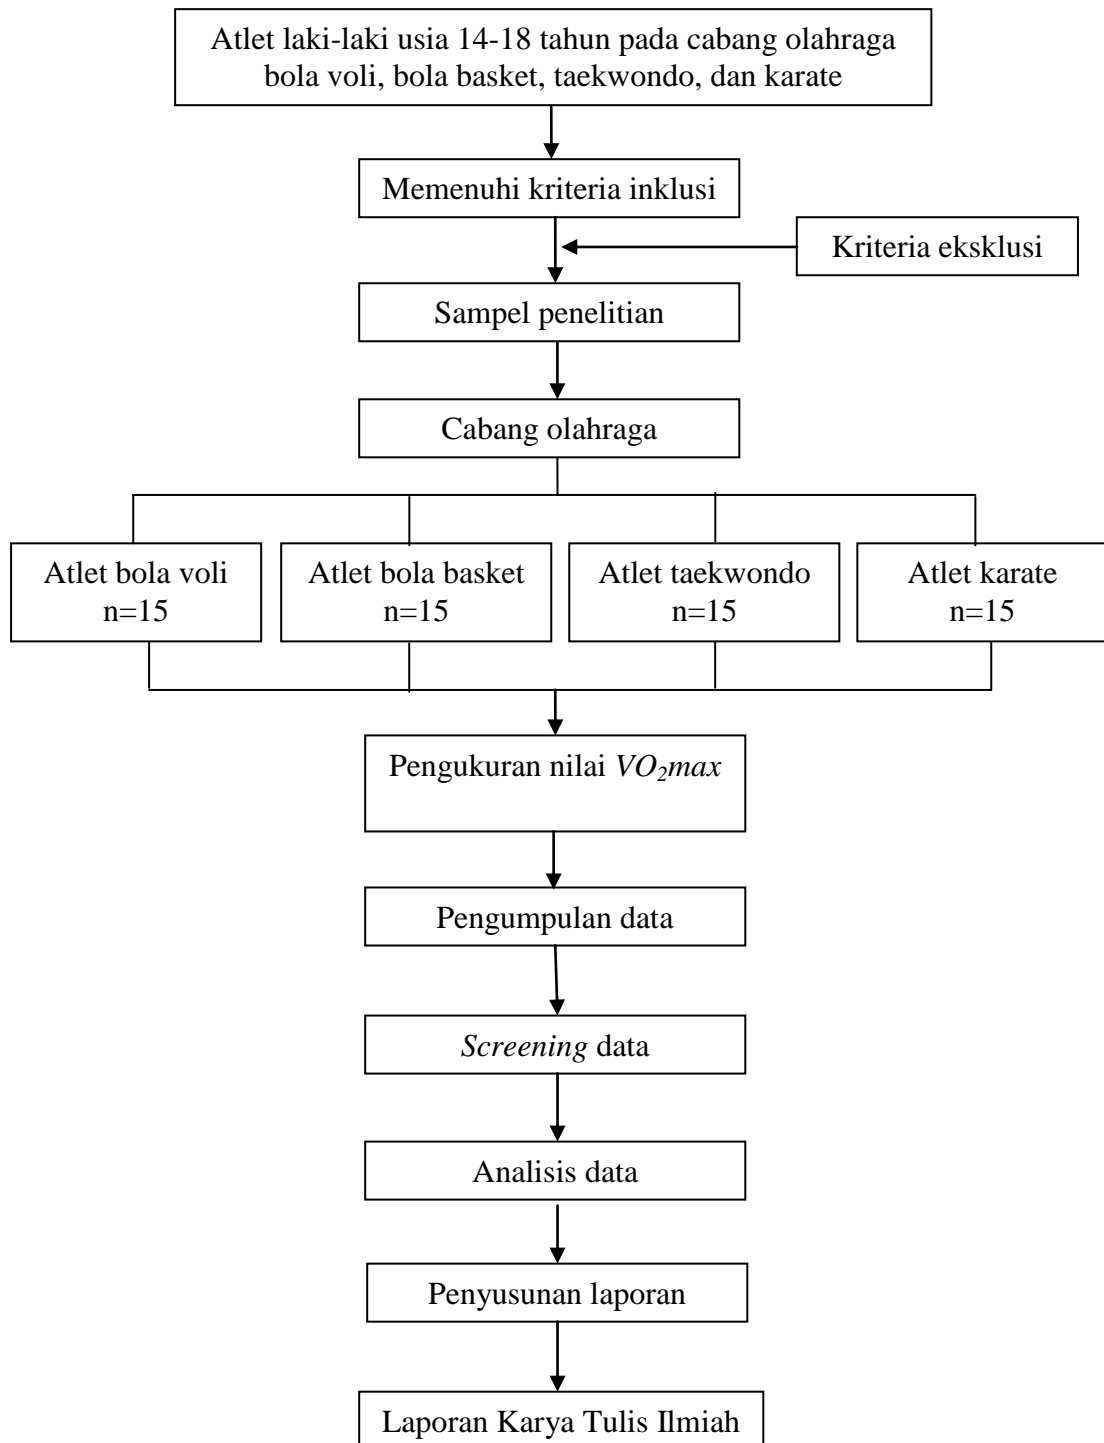 Atlet laki-laki usia 14-18 tahun pada cabang olahraga
bola voli, bola basket, taekwondo, dan karate
Memenuhi kriteria inklusi
Kriteria eksklusi
Sampel penelitian
Cabang olahraga
Atlet bola voli
n=15
Atlet bola basket
n=15
Atlet taekwondo
n=15
Atlet karate
n=15
Pengukuran nilai VO₂max
Pengumpulan data
Screening data
Analisis data
Penyusunan laporan
Laporan Karya Tulis Ilmiah